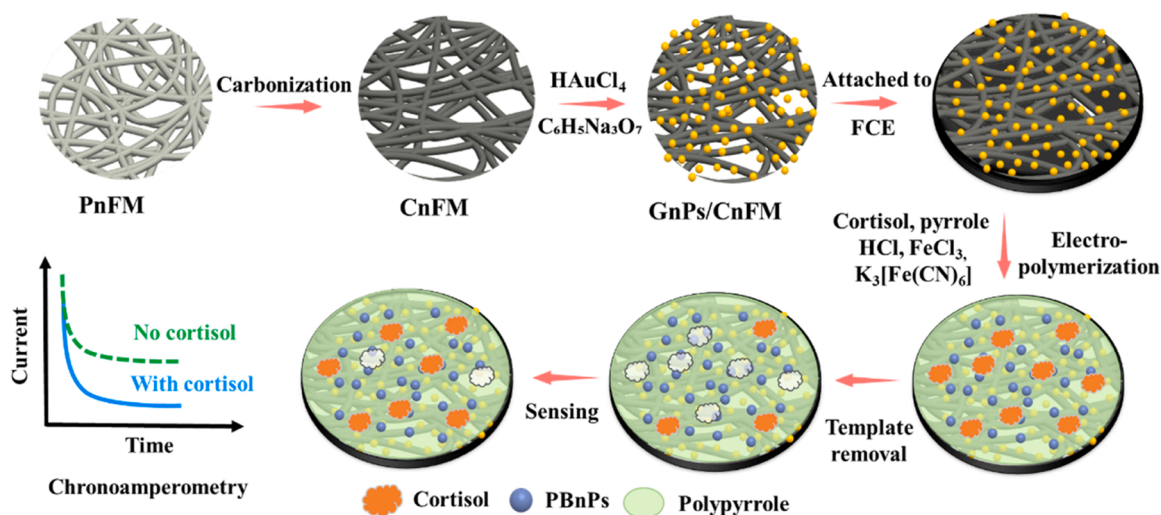 Carbonization
HAuCl₄
C₆H₅Na₃O₇
Attached to
FCE
PnFM
CnFM
GnPs/CnFM
Cortisol, pyrrole
HCl, FeCl₃,
K₃[Fe(CN)₆]
Electro-
polymerization
Current
No cortisol
With cortisol
Time
Chronoamperometry
Sensing
Template
removal
Cortisol
PBnPs
Polypyrrole